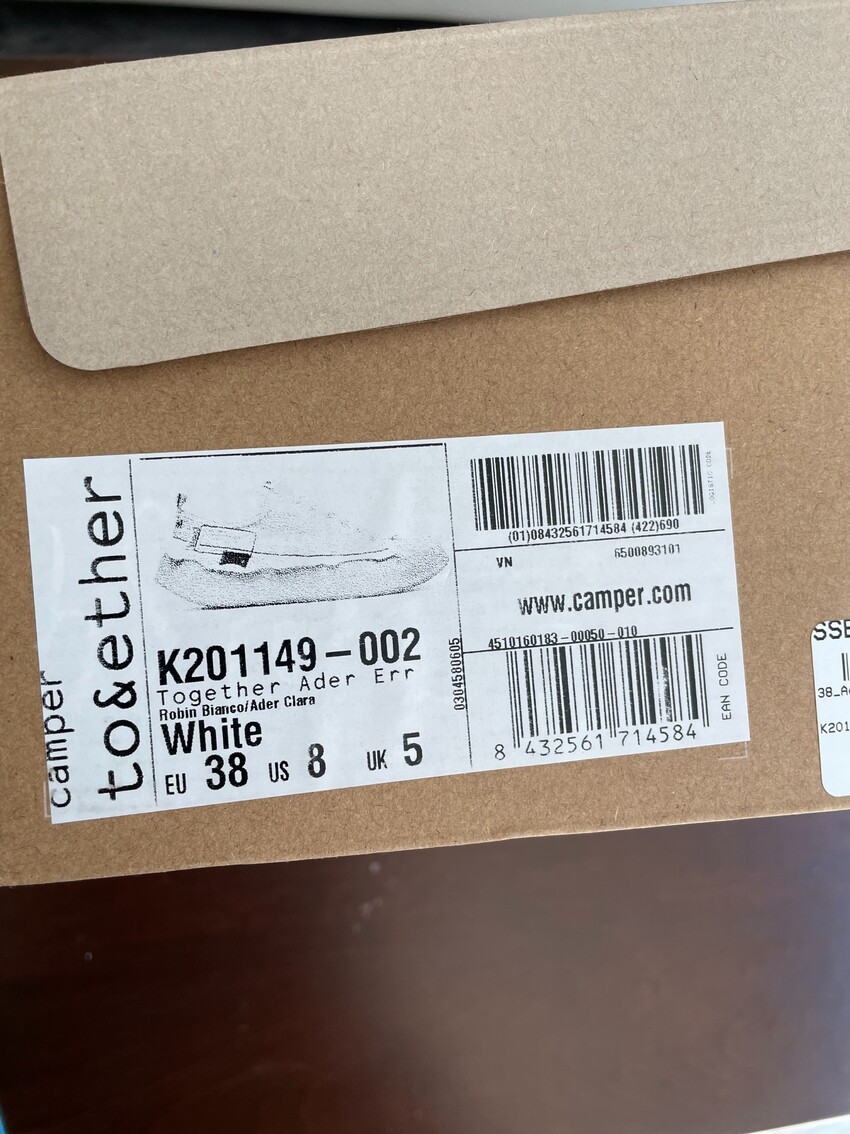 camper
to&ether
K201149-002
Together Ader Err
Robin Bianco/Ader Clara
White
EU 38 US 8 UK 5
0304580605
(01)08432561714584 (422)690
LOGISTIC CODE
VN 6500893101
www.camper.com
4510160183-00050-010
8 432561 714584
EAN CODE
SSE
38_A
K201